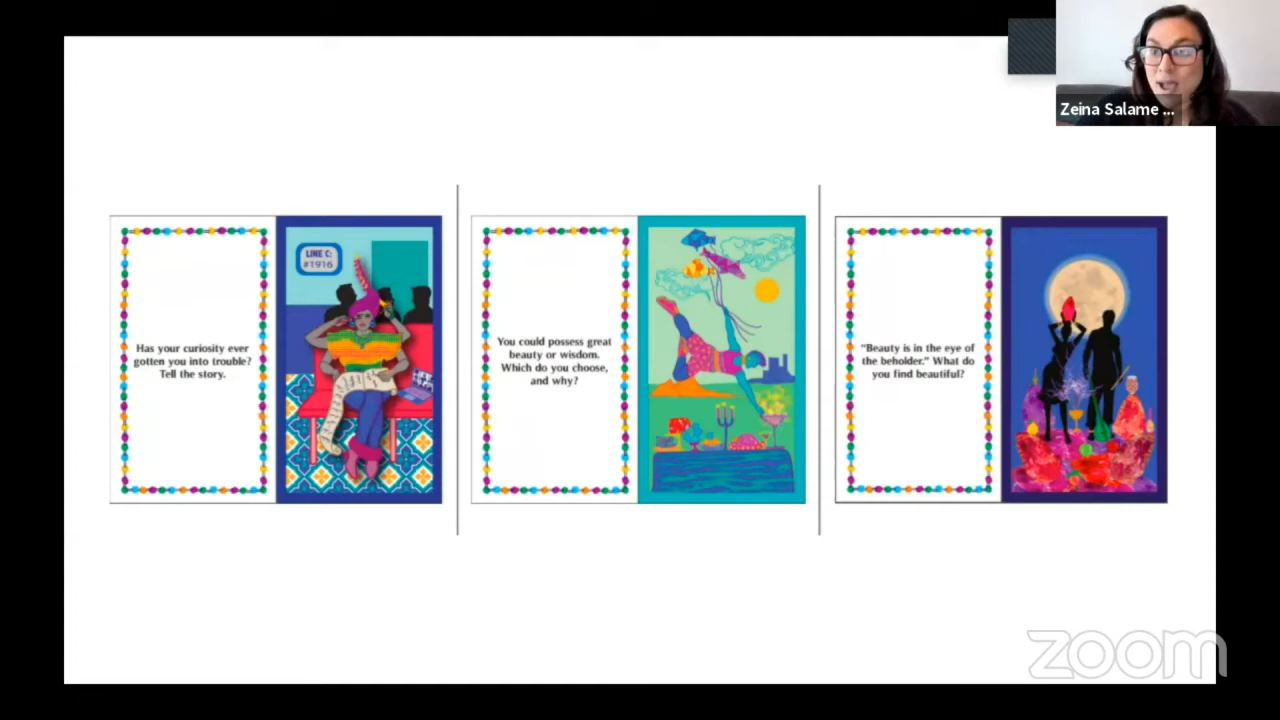 Zeina Salame ...
Has your curiosity ever
gotten you into trouble?
Tell the story.
LINE C:
#1916
You could possess great
beauty or wisdom.
Which do you choose,
and why?
"Beauty is in the eye of
the beholder." What do
you find beautiful?
zoom